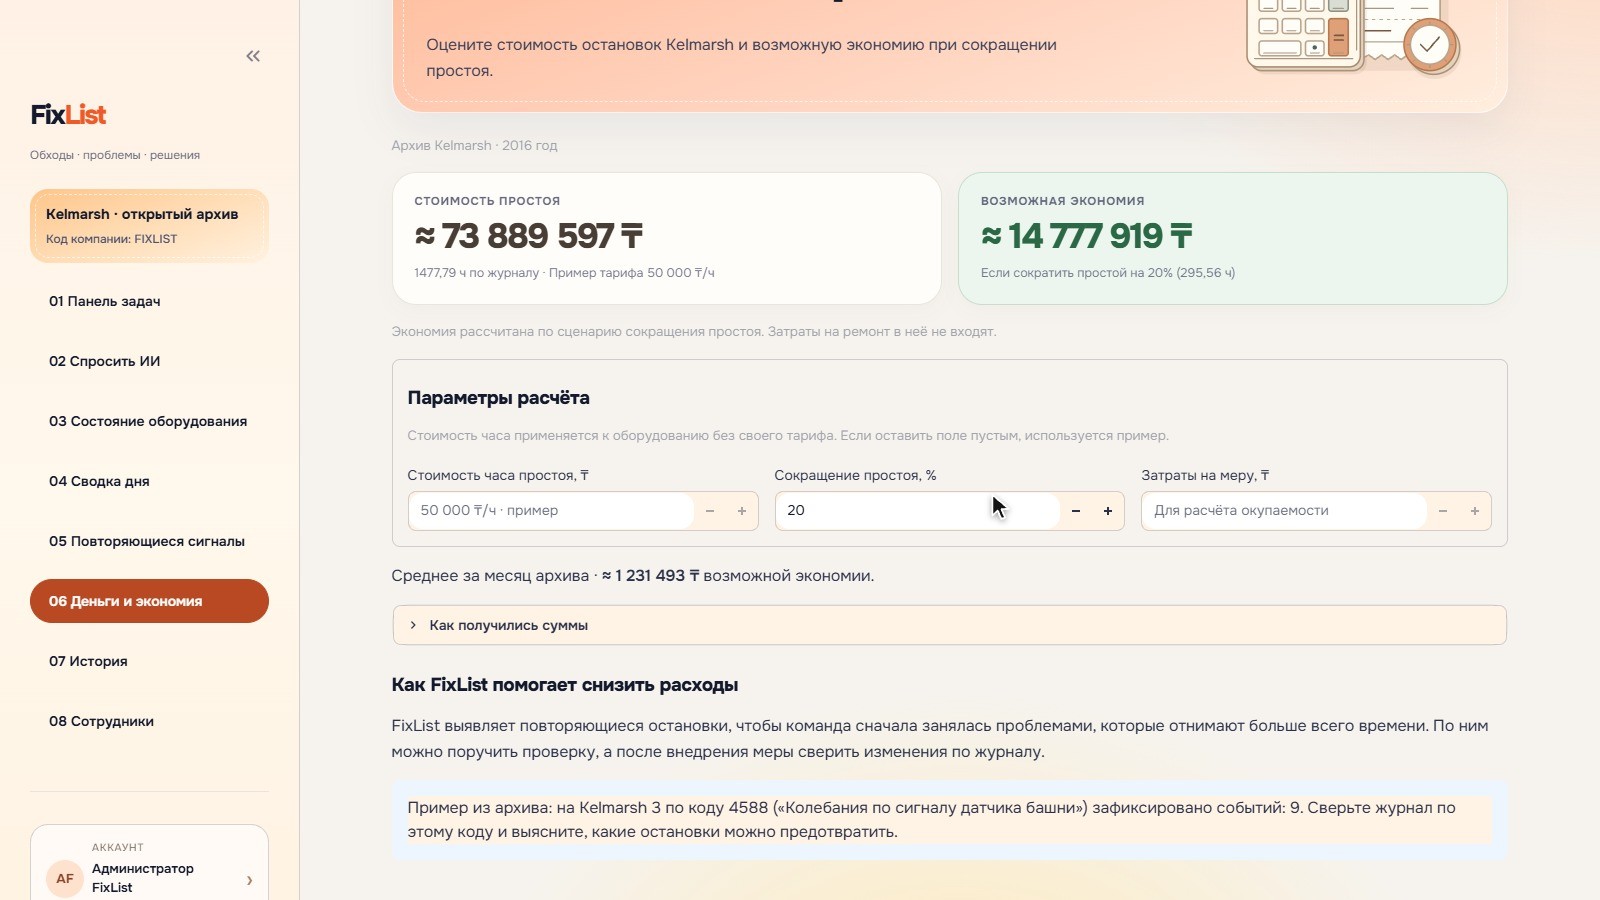 FixList
Обходы · проблемы · решения
Kelmarsh · открытый архив
Код компании: FIXLIST
01 Панель задач
02 Спросить ИИ
03 Состояние оборудования
04 Сводка дня
05 Повторяющиеся сигналы
06 Деньги и экономия
07 История
08 Сотрудники
АККАУНТ
AF
Администратор
FixList
Оцените стоимость остановок Kelmarsh и возможную экономию при сокращении
простоя.
Архив Kelmarsh · 2016 год
СТОИМОСТЬ ПРОСТОЯ
≈ 73 889 597 ₸
1477,79 ч по журналу · Пример тарифа 50 000 ₸/ч
ВОЗМОЖНАЯ ЭКОНОМИЯ
≈ 14 777 919 ₸
Если сократить простой на 20% (295,56 ч)
Экономия рассчитана по сценарию сокращения простоя. Затраты на ремонт в неё не входят.
Параметры расчёта
Стоимость часа применяется к оборудованию без своего тарифа. Если оставить поле пустым, используется пример.
Стоимость часа простоя, ₸
50 000 ₸/ч · пример
− +
Сокращение простоя, %
20
− +
Затраты на меру, ₸
Для расчёта окупаемости
− +
Среднее за месяц архива · ≈ 1 231 493 ₸ возможной экономии.
Как получились суммы
Как FixList помогает снизить расходы
FixList выявляет повторяющиеся остановки, чтобы команда сначала занялась проблемами, которые отнимают больше всего времени. По ним
можно поручить проверку, а после внедрения меры сверить изменения по журналу.
Пример из архива: на Kelmarsh 3 по коду 4588 («Колебания по сигналу датчика башни») зафиксировано событий: 9. Сверьте журнал по
этому коду и выясните, какие остановки можно предотвратить.